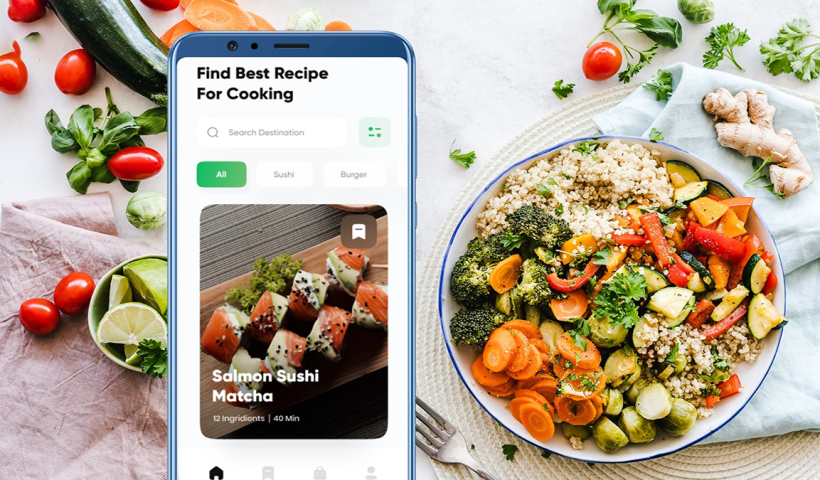 Find Best Recipe
For Cooking
Search Destination
All
Sushi
Burger
Salmon Sushi
Matcha
12 Ingridients | 40 Min